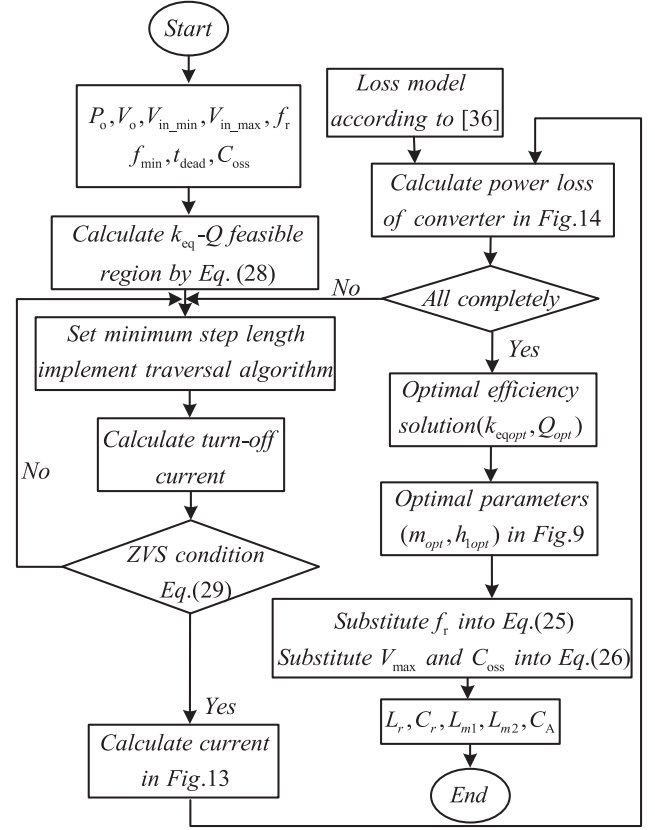 Start
P_o, V_o, V_in_min, V_in_max, f_r
f_min, t_dead, C_oss
Calculate k_eq-Q feasible
region by Eq. (28)
Set minimum step length
implement traversal algorithm
Calculate turn-off
current
No
ZVS condition
Eq.(29)
Yes
Calculate current
in Fig.13
Loss model
according to [36]
Calculate power loss
of converter in Fig.14
No
All completely
Yes
Optimal efficiency
solution(k_eqopt, Q_opt)
Optimal parameters
(m_opt, h_1opt) in Fig.9
Substitute f_r into Eq.(25)
Substitute V_max and C_oss into Eq.(26)
L_r, C_r, L_m1, L_m2, C_A
End